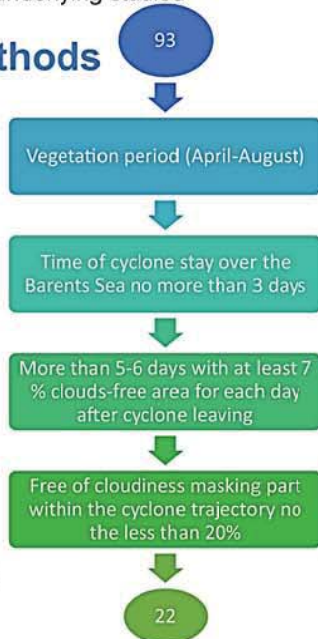 93
Vegetation period (April-August)
Time of cyclone stay over the
Barents Sea no more than 3 days
More than 5-6 days with at least 7
% clouds-free area for each day
after cyclone leaving
Free of cloudiness masking part
within the cyclone trajectory no
the less than 20%
22